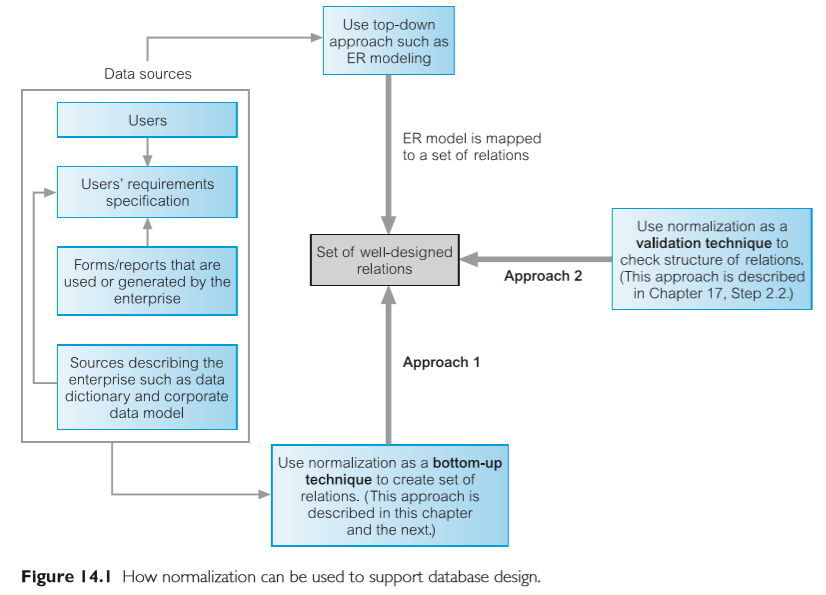 Use top-down
approach such as
ER modeling
Data sources
Users
ER model is mapped
to a set of relations
Users’ requirements
specification
Set of well-designed
relations
Use normalization as a
validation technique to
check structure of relations.
(This approach is described
in Chapter 17, Step 2.2.)
Approach 2
Forms/reports that are
used or generated by the
enterprise
Approach 1
Sources describing the
enterprise such as data
dictionary and corporate
data model
Use normalization as a bottom-up
technique to create set of
relations. (This approach is
described in this chapter
and the next.)
Figure 14.1 How normalization can be used to support database design.